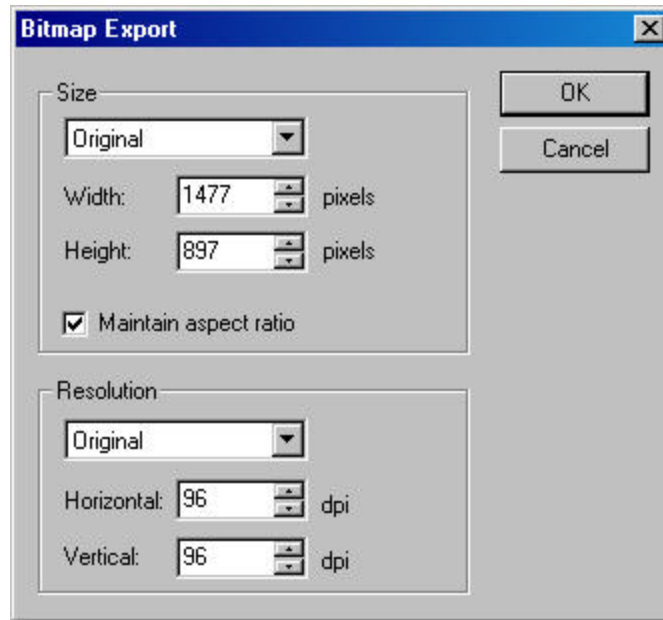 Bitmap Export
Size
OK
Original
Cancel
Width: 1477 pixels
Height: 897 pixels
Maintain aspect ratio
Resolution
Original
Horizontal: 96 dpi
Vertical: 96 dpi